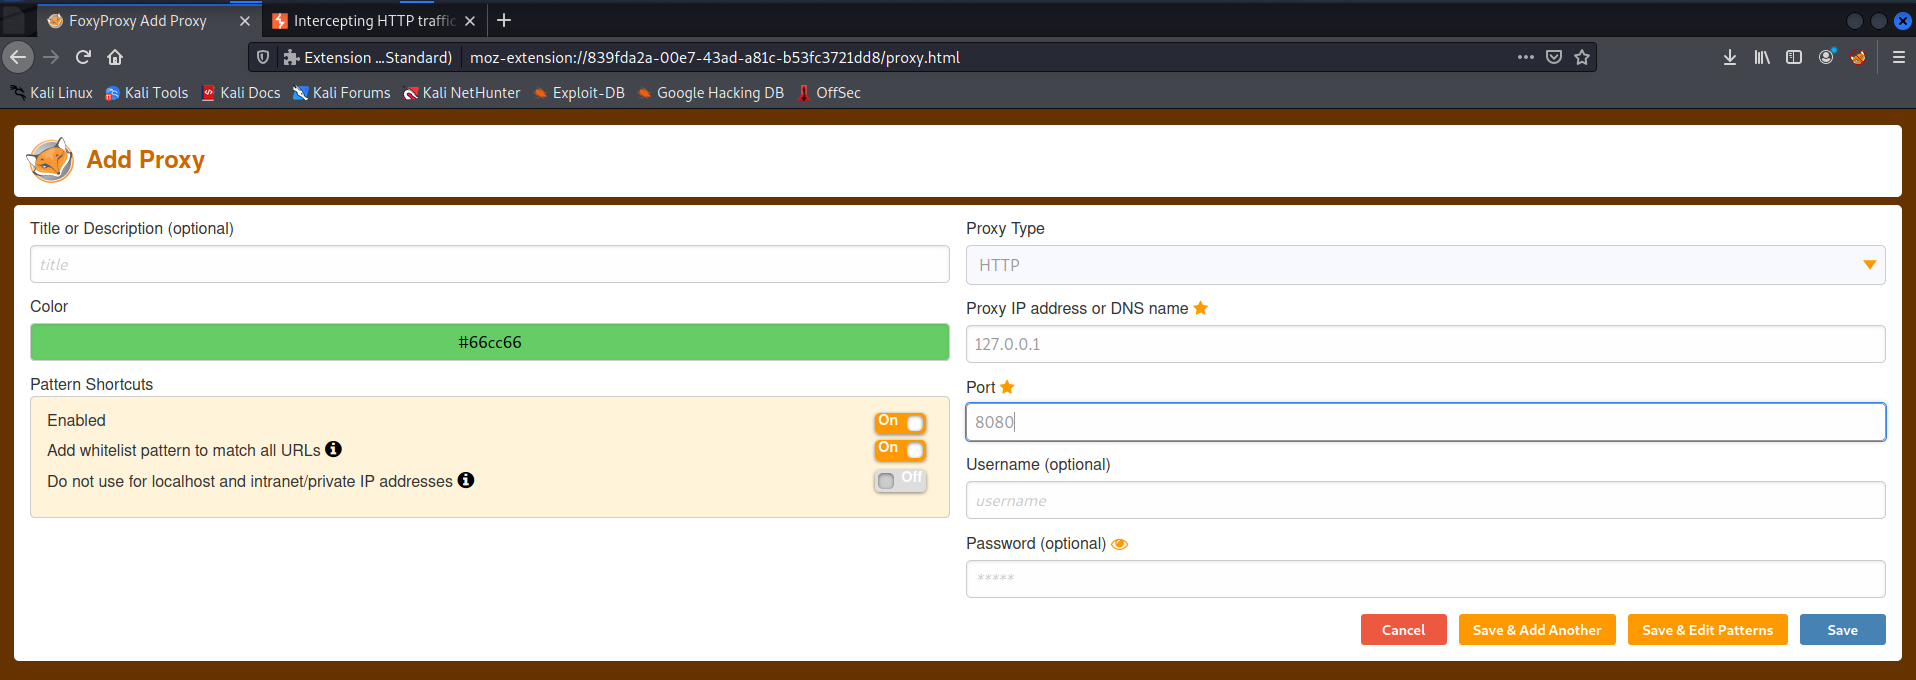 FoxyProxy Add Proxy
Intercepting HTTP traffic
Extension ...Standard)
moz-extension://839fda2a-00e7-43ad-a81c-b53fc3721dd8/proxy.html
Kali Linux Kali Tools Kali Docs Kali Forums Kali NetHunter Exploit-DB Google Hacking DB OffSec
Add Proxy
Title or Description (optional)
title
Color
#66cc66
Pattern Shortcuts
Enabled
On
Add whitelist pattern to match all URLs
On
Do not use for localhost and intranet/private IP addresses
Off
Proxy Type
HTTP
Proxy IP address or DNS name
127.0.0.1
Port
8080
Username (optional)
username
Password (optional)
*****
Cancel
Save & Add Another
Save & Edit Patterns
Save